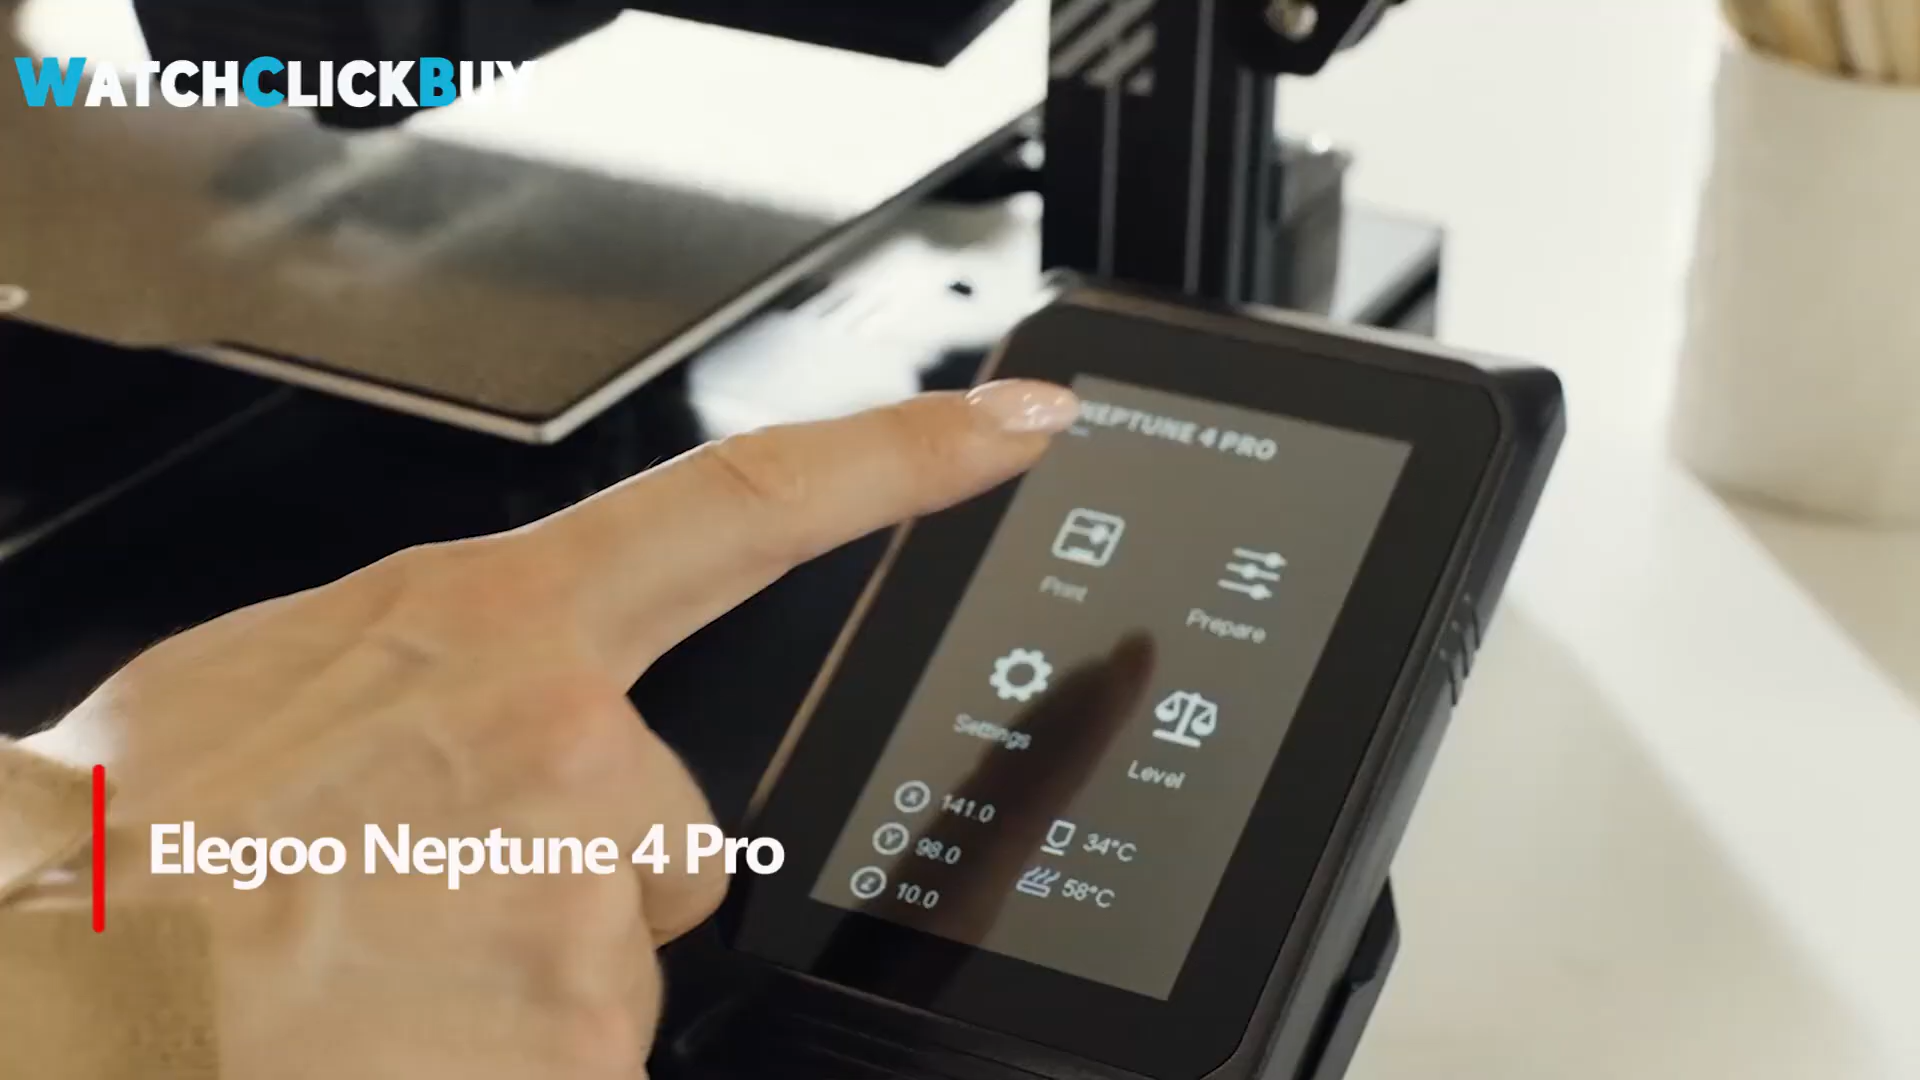 WATCHCLICKBUY
NEPTUNE 4 PRO
Print
Prepare
Settings
Level
X 141.0
Y 98.0
Z 10.0
34°C
58°C
Elegoo Neptune 4 Pro